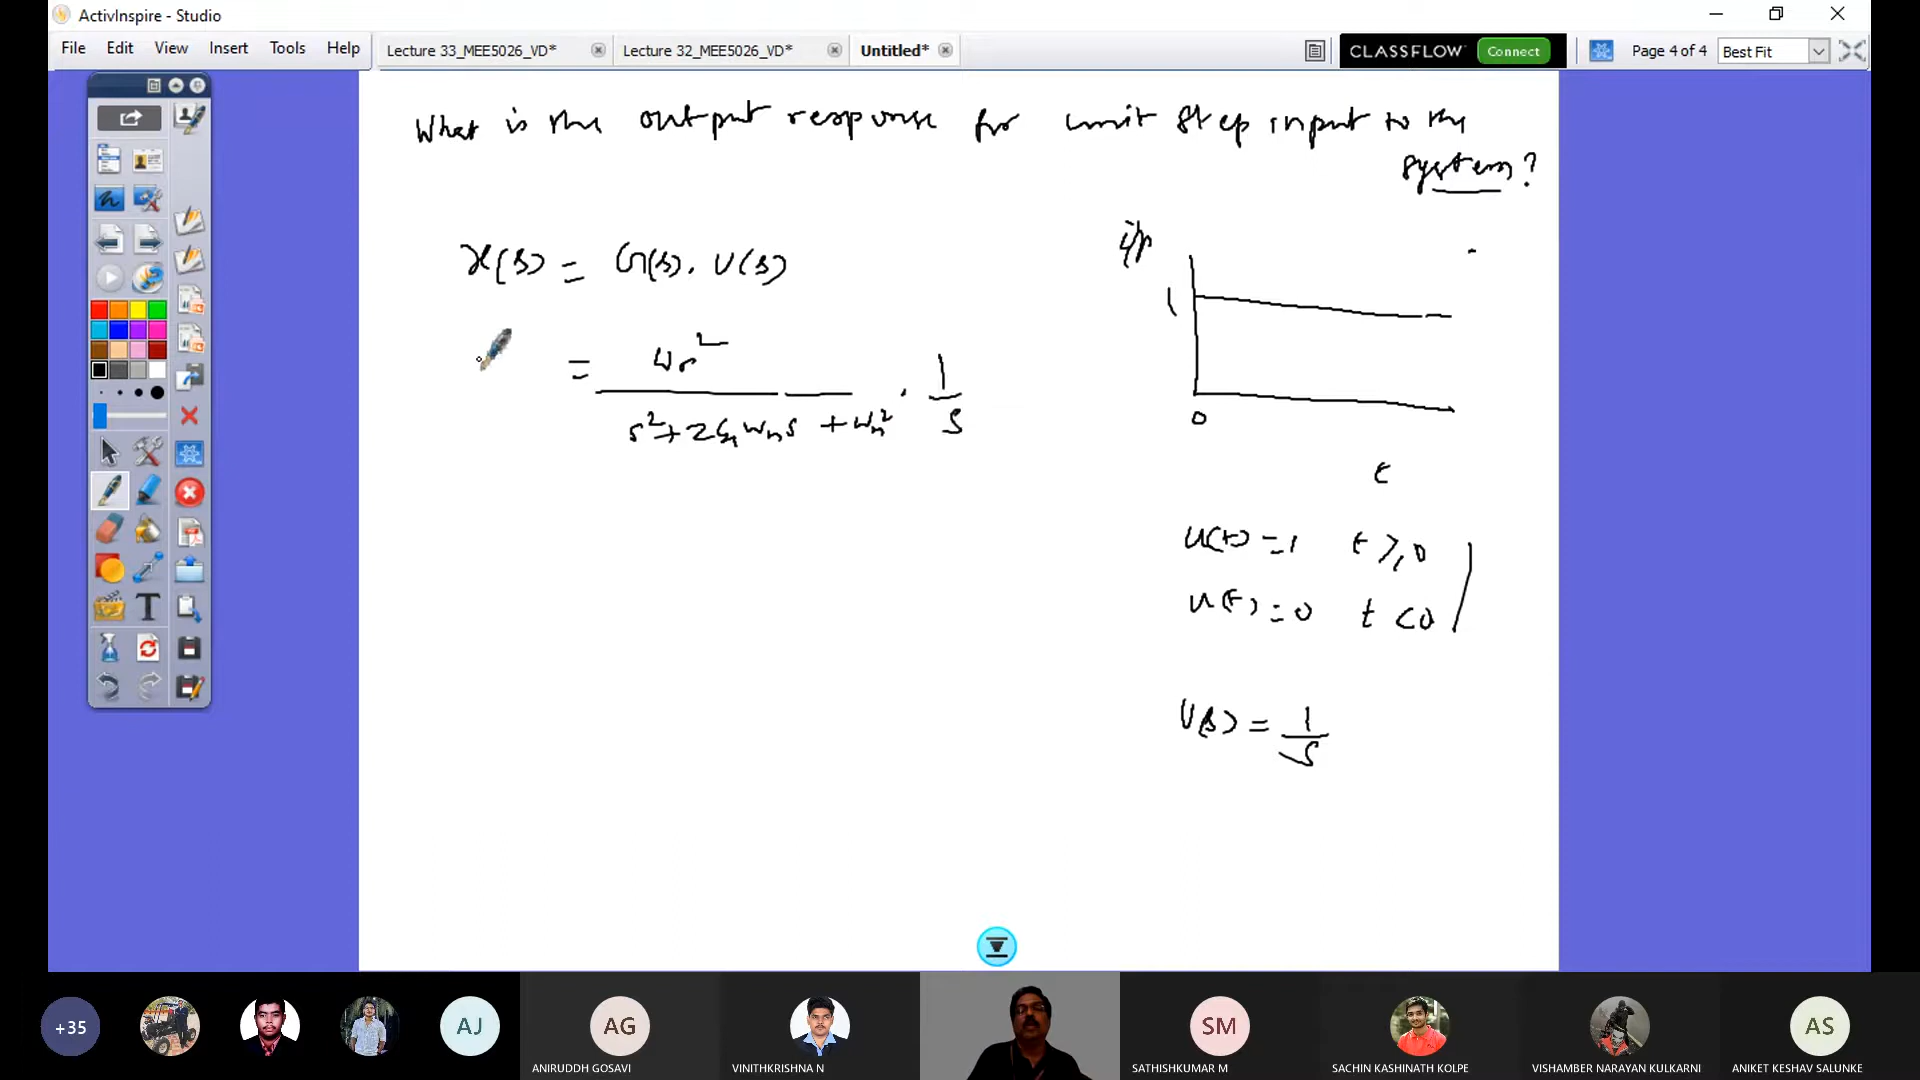 ActivInspire - Studio
File Edit View Insert Tools Help
Lecture 33_MEE5026_VD* Lecture 32_MEE5026_VD* Untitled*
CLASSFLOW Connect Page 4 of 4 Best Fit
What is the output response for unit step input to the
system?
i/p
X(s) = G(s). U(s)
1
= ωn²/(s²+2ξωns+ωn²) . 1/s
0
t
u(t) = 1 t ≥ 0
u(t) = 0 t < 0
U(s) = 1/s
+35
AJ AG SM AS
ANIRUDDH GOSAVI VINITHKRISHNA N SATHISHKUMAR M SACHIN KASHINATH KOLPE VISHAMBER NARAYAN KULKARNI ANIKET KESHAV SALUNKE